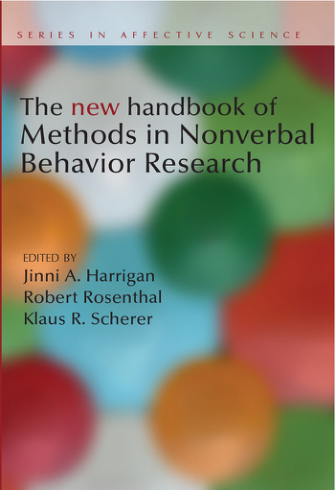 SERIES IN AFFECTIVE SCIENCE
The new handbook of
Methods in Nonverbal
Behavior Research
EDITED BY
Jinni A. Harrigan
Robert Rosenthal
Klaus R. Scherer